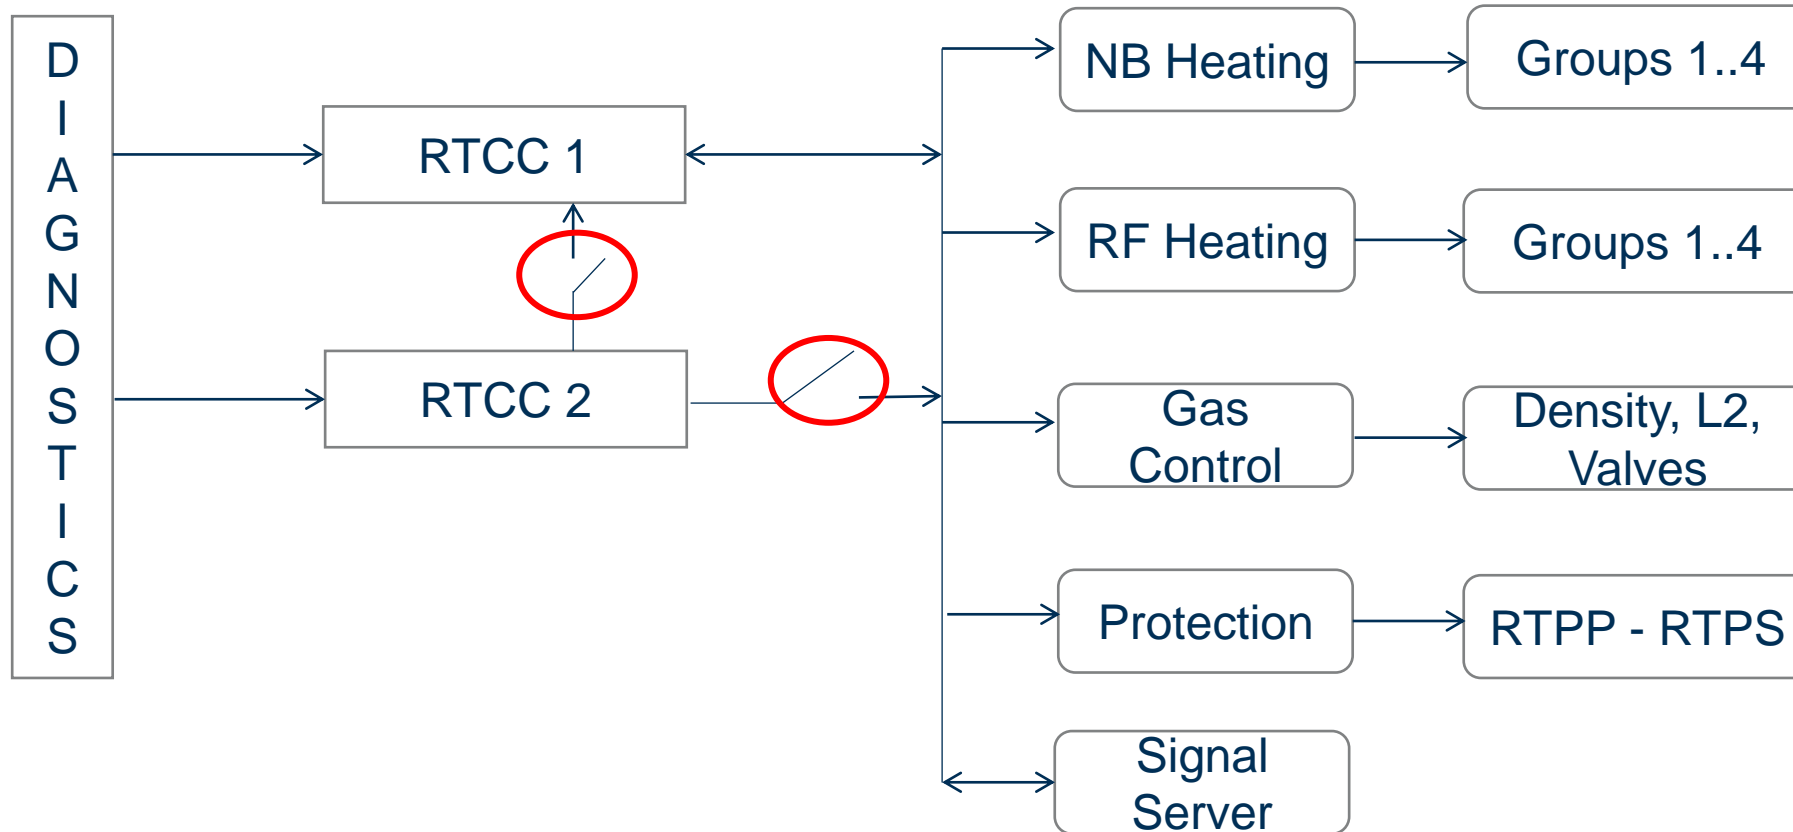 D
I
A
G
N
O
S
T
I
C
S
RTCC 1
RTCC 2
NB Heating
Groups 1..4
RF Heating
Groups 1..4
Gas
Control
Density, L2,
Valves
Protection
RTPP - RTPS
Signal
Server